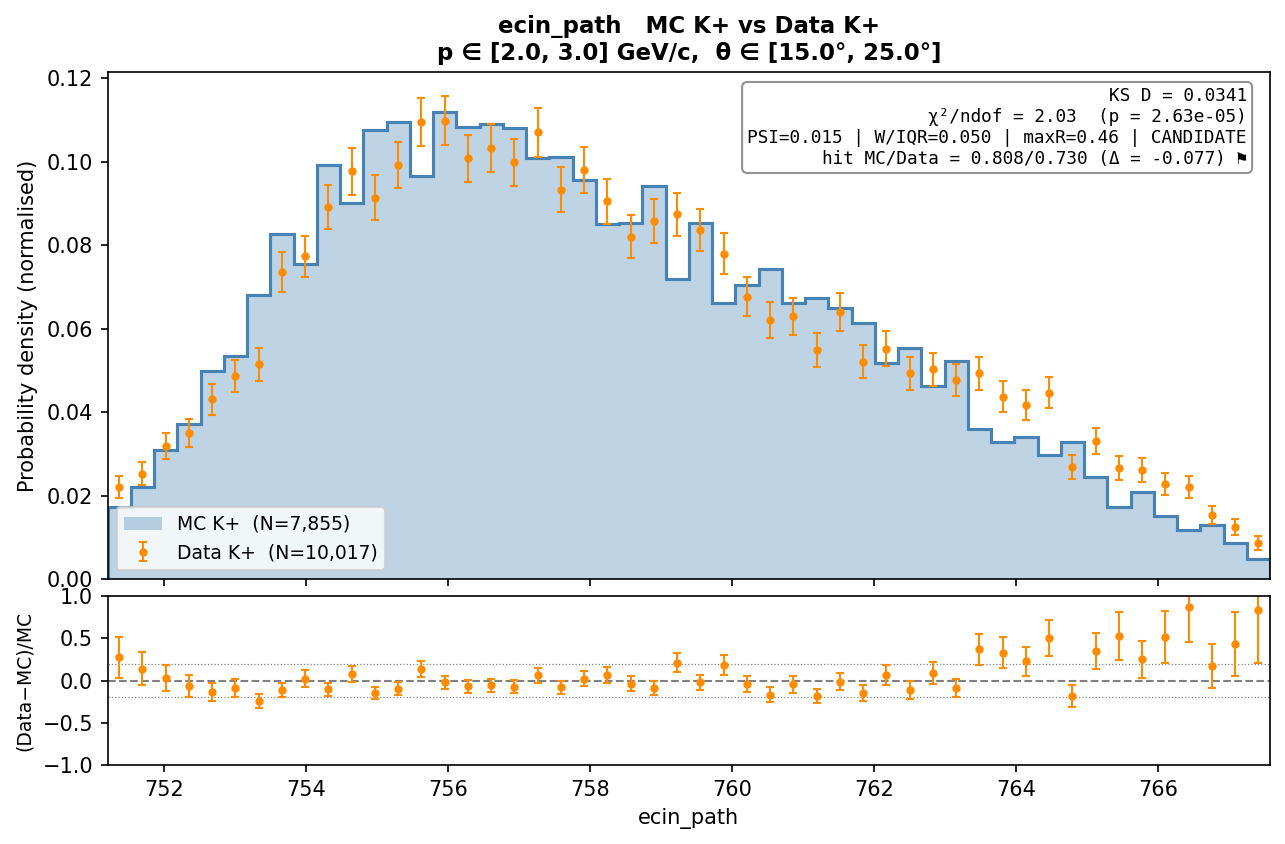 ecin_path   MC K+ vs Data K+
p ∈ [2.0, 3.0] GeV/c,  θ ∈ [15.0°, 25.0°]
KS D = 0.0341
χ²/ndof = 2.03  (p = 2.63e-05)
PSI=0.015 | W/IQR=0.050 | maxR=0.46 | CANDIDATE
hit MC/Data = 0.808/0.730 (Δ = -0.077) ⚑
Probability density (normalised)
0.12
0.10
0.08
0.06
0.04
0.02
0.00
MC K+  (N=7,855)
Data K+  (N=10,017)
(Data−MC)/MC
1.0
0.5
0.0
−0.5
−1.0
752 754 756 758 760 762 764 766
ecin_path